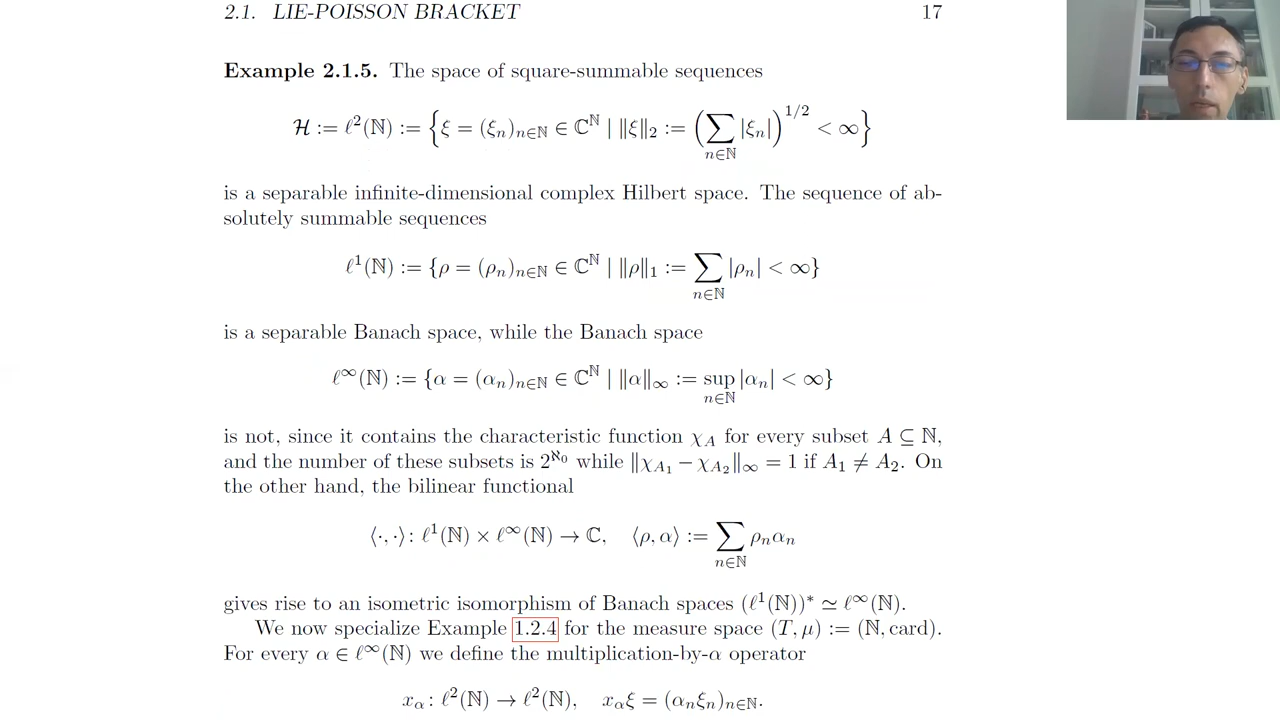 2.1. LIE-POISSON BRACKET 17
Example 2.1.5. The space of square-summable sequences
ℋ := ℓ²(ℕ) := {ξ = (ξₙ)ₙ∈ℕ ∈ ℂ^ℕ | ‖ξ‖₂ := (∑ₙ∈ℕ |ξₙ|)^{1/2} < ∞}
is a separable infinite-dimensional complex Hilbert space. The sequence of ab-
solutely summable sequences
ℓ¹(ℕ) := {ρ = (ρₙ)ₙ∈ℕ ∈ ℂ^ℕ | ‖ρ‖₁ := ∑ₙ∈ℕ |ρₙ| < ∞}
is a separable Banach space, while the Banach space
ℓ^∞(ℕ) := {α = (αₙ)ₙ∈ℕ ∈ ℂ^ℕ | ‖α‖_∞ := supₙ∈ℕ |αₙ| < ∞}
is not, since it contains the characteristic function χ_A for every subset A ⊆ ℕ,
and the number of these subsets is 2^{ℵ₀} while ‖χ_{A₁} − χ_{A₂}‖_∞ = 1 if A₁ ≠ A₂. On
the other hand, the bilinear functional
⟨·, ·⟩: ℓ¹(ℕ) × ℓ^∞(ℕ) → ℂ, ⟨ρ, α⟩ := ∑ₙ∈ℕ ρₙαₙ
gives rise to an isometric isomorphism of Banach spaces (ℓ¹(ℕ))* ≃ ℓ^∞(ℕ).
We now specialize Example 1.2.4 for the measure space (T, μ) := (ℕ, card).
For every α ∈ ℓ^∞(ℕ) we define the multiplication-by-α operator
x_α: ℓ²(ℕ) → ℓ²(ℕ), x_αξ = (αₙξₙ)ₙ∈ℕ.